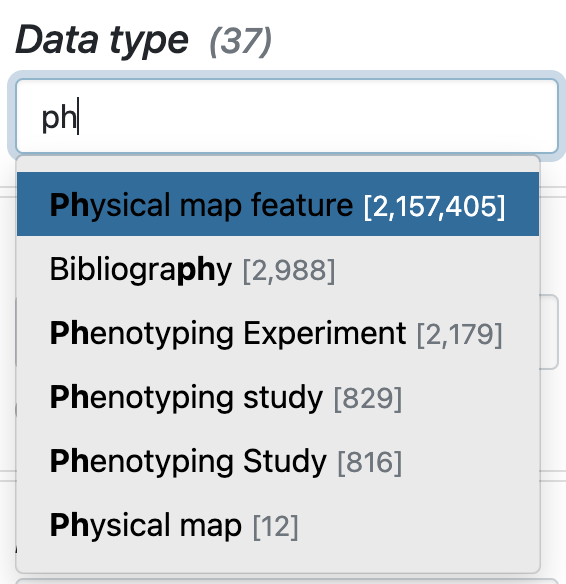 Data type (37)
ph
Physical map feature [2,157,405]
Bibliography [2,988]
Phenotyping Experiment [2,179]
Phenotyping study [829]
Phenotyping Study [816]
Physical map [12]